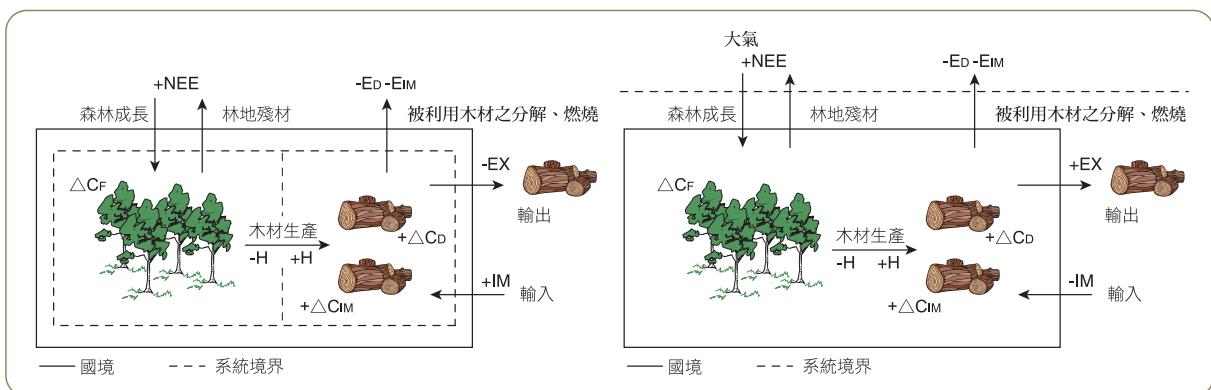 +NEE
-ED -EIM
森林成長
林地殘材
被利用木材之分解、燃燒
△CF
-EX
輸出
木材生產
-H +H
+△CD
+IM
輸入
+△CIM
國境
系統境界
大氣
+NEE
-ED -EIM
森林成長
林地殘材
被利用木材之分解、燃燒
△CF
+EX
輸出
木材生產
-H +H
+△CD
-IM
輸入
+△CIM
國境
系統境界